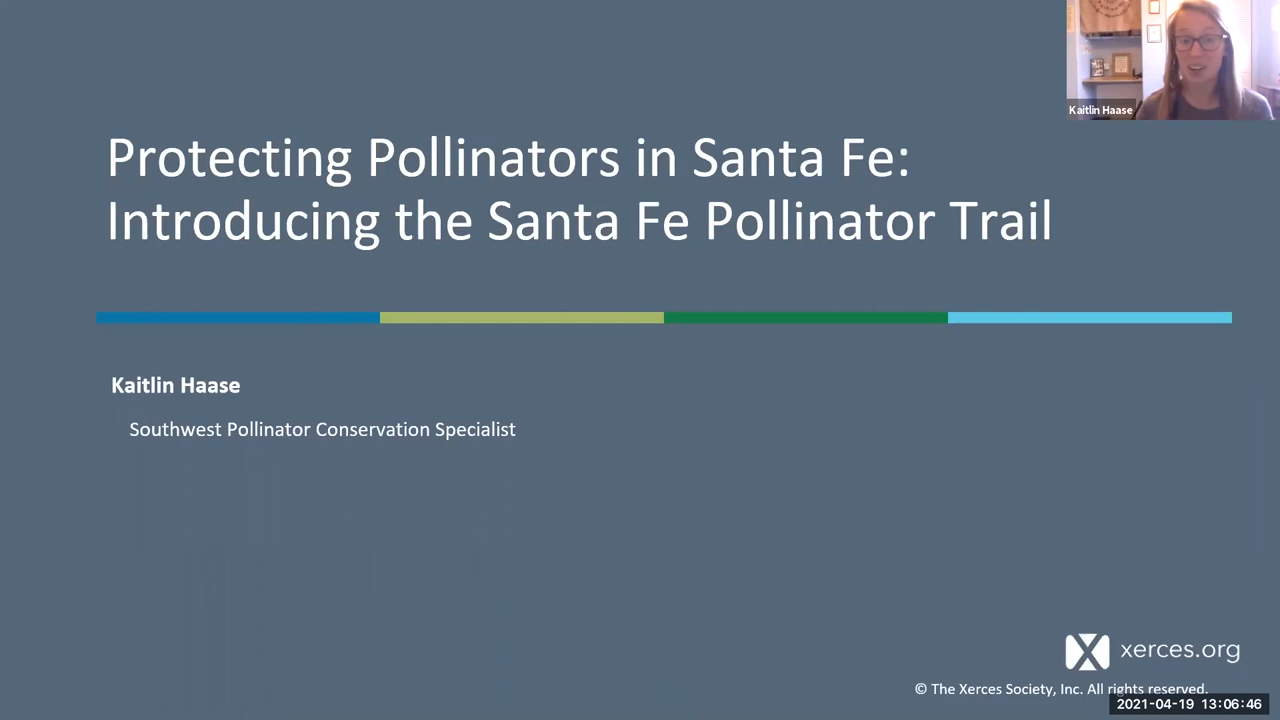 Kaitlin Haase
Protecting Pollinators in Santa Fe:
Introducing the Santa Fe Pollinator Trail
Kaitlin Haase
Southwest Pollinator Conservation Specialist
xerces.org
© The Xerces Society, Inc. All rights reserved.
2021-04-19 13:06:46